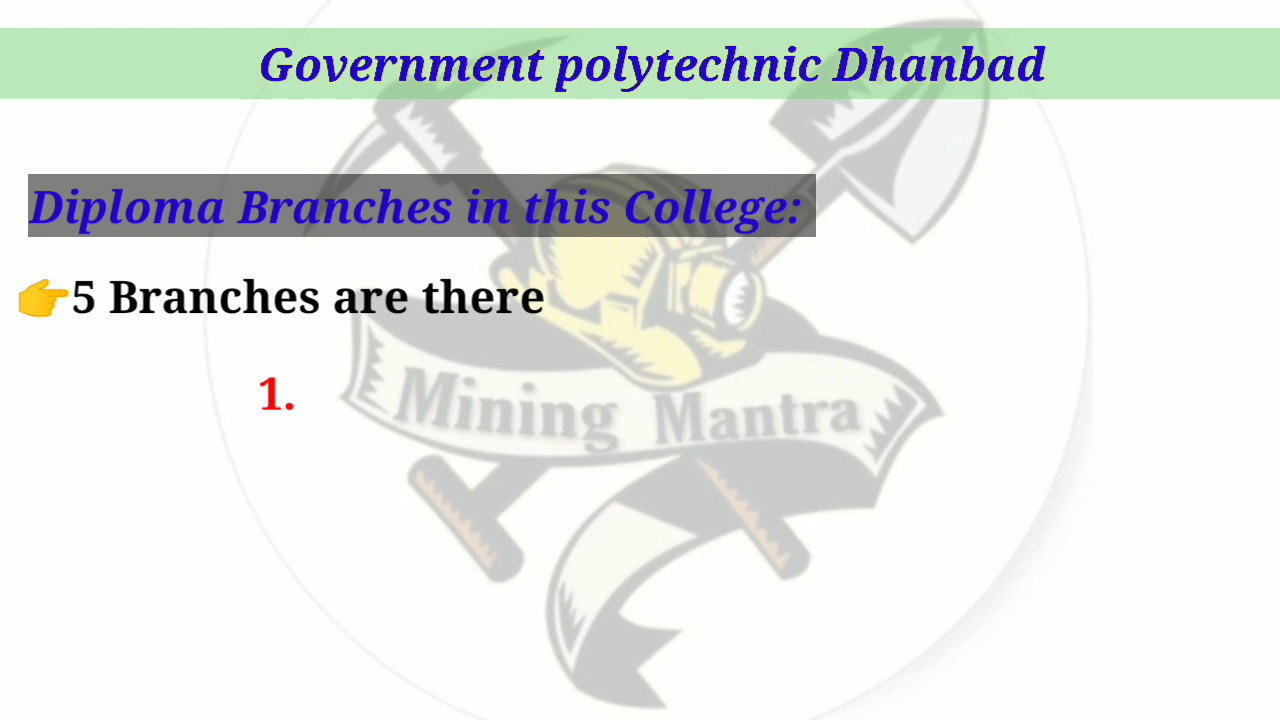 Government polytechnic Dhanbad
Diploma Branches in this College:
👉5 Branches are there
1.
Mining Mantra